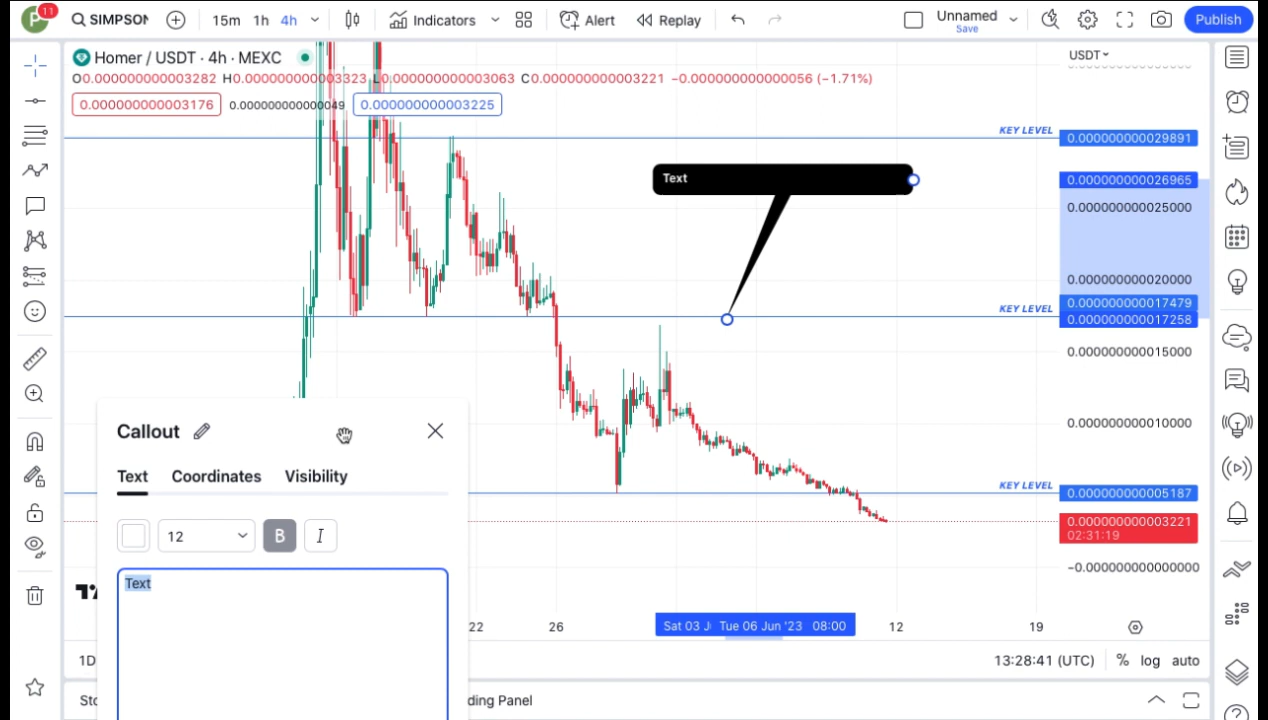 P 11 SIMPSON 15m 1h 4h Indicators Alert Replay Unnamed Save Publish
Homer / USDT · 4h · MEXC
USDT
O0.000000000003282 H0.000000000003323 L0.000000000003063 C0.000000000003221 −0.000000000000056 (−1.71%)
0.000000000003176 0.000000000000049 0.000000000003225
KEY LEVEL 0.000000000029891
Text 0.000000000026965
0.000000000025000
0.000000000020000
KEY LEVEL 0.000000000017479
0.000000000017258
0.000000000015000
0.000000000010000
KEY LEVEL 0.000000000005187
0.000000000003221
02:31:19
−0.000000000000000
Callout
Text Coordinates Visibility
12 B I
Text
22 26 Sat 03 J Tue 06 Jun '23 08:00 12 19
1D 13:28:41 (UTC) % log auto
Sto ding Panel